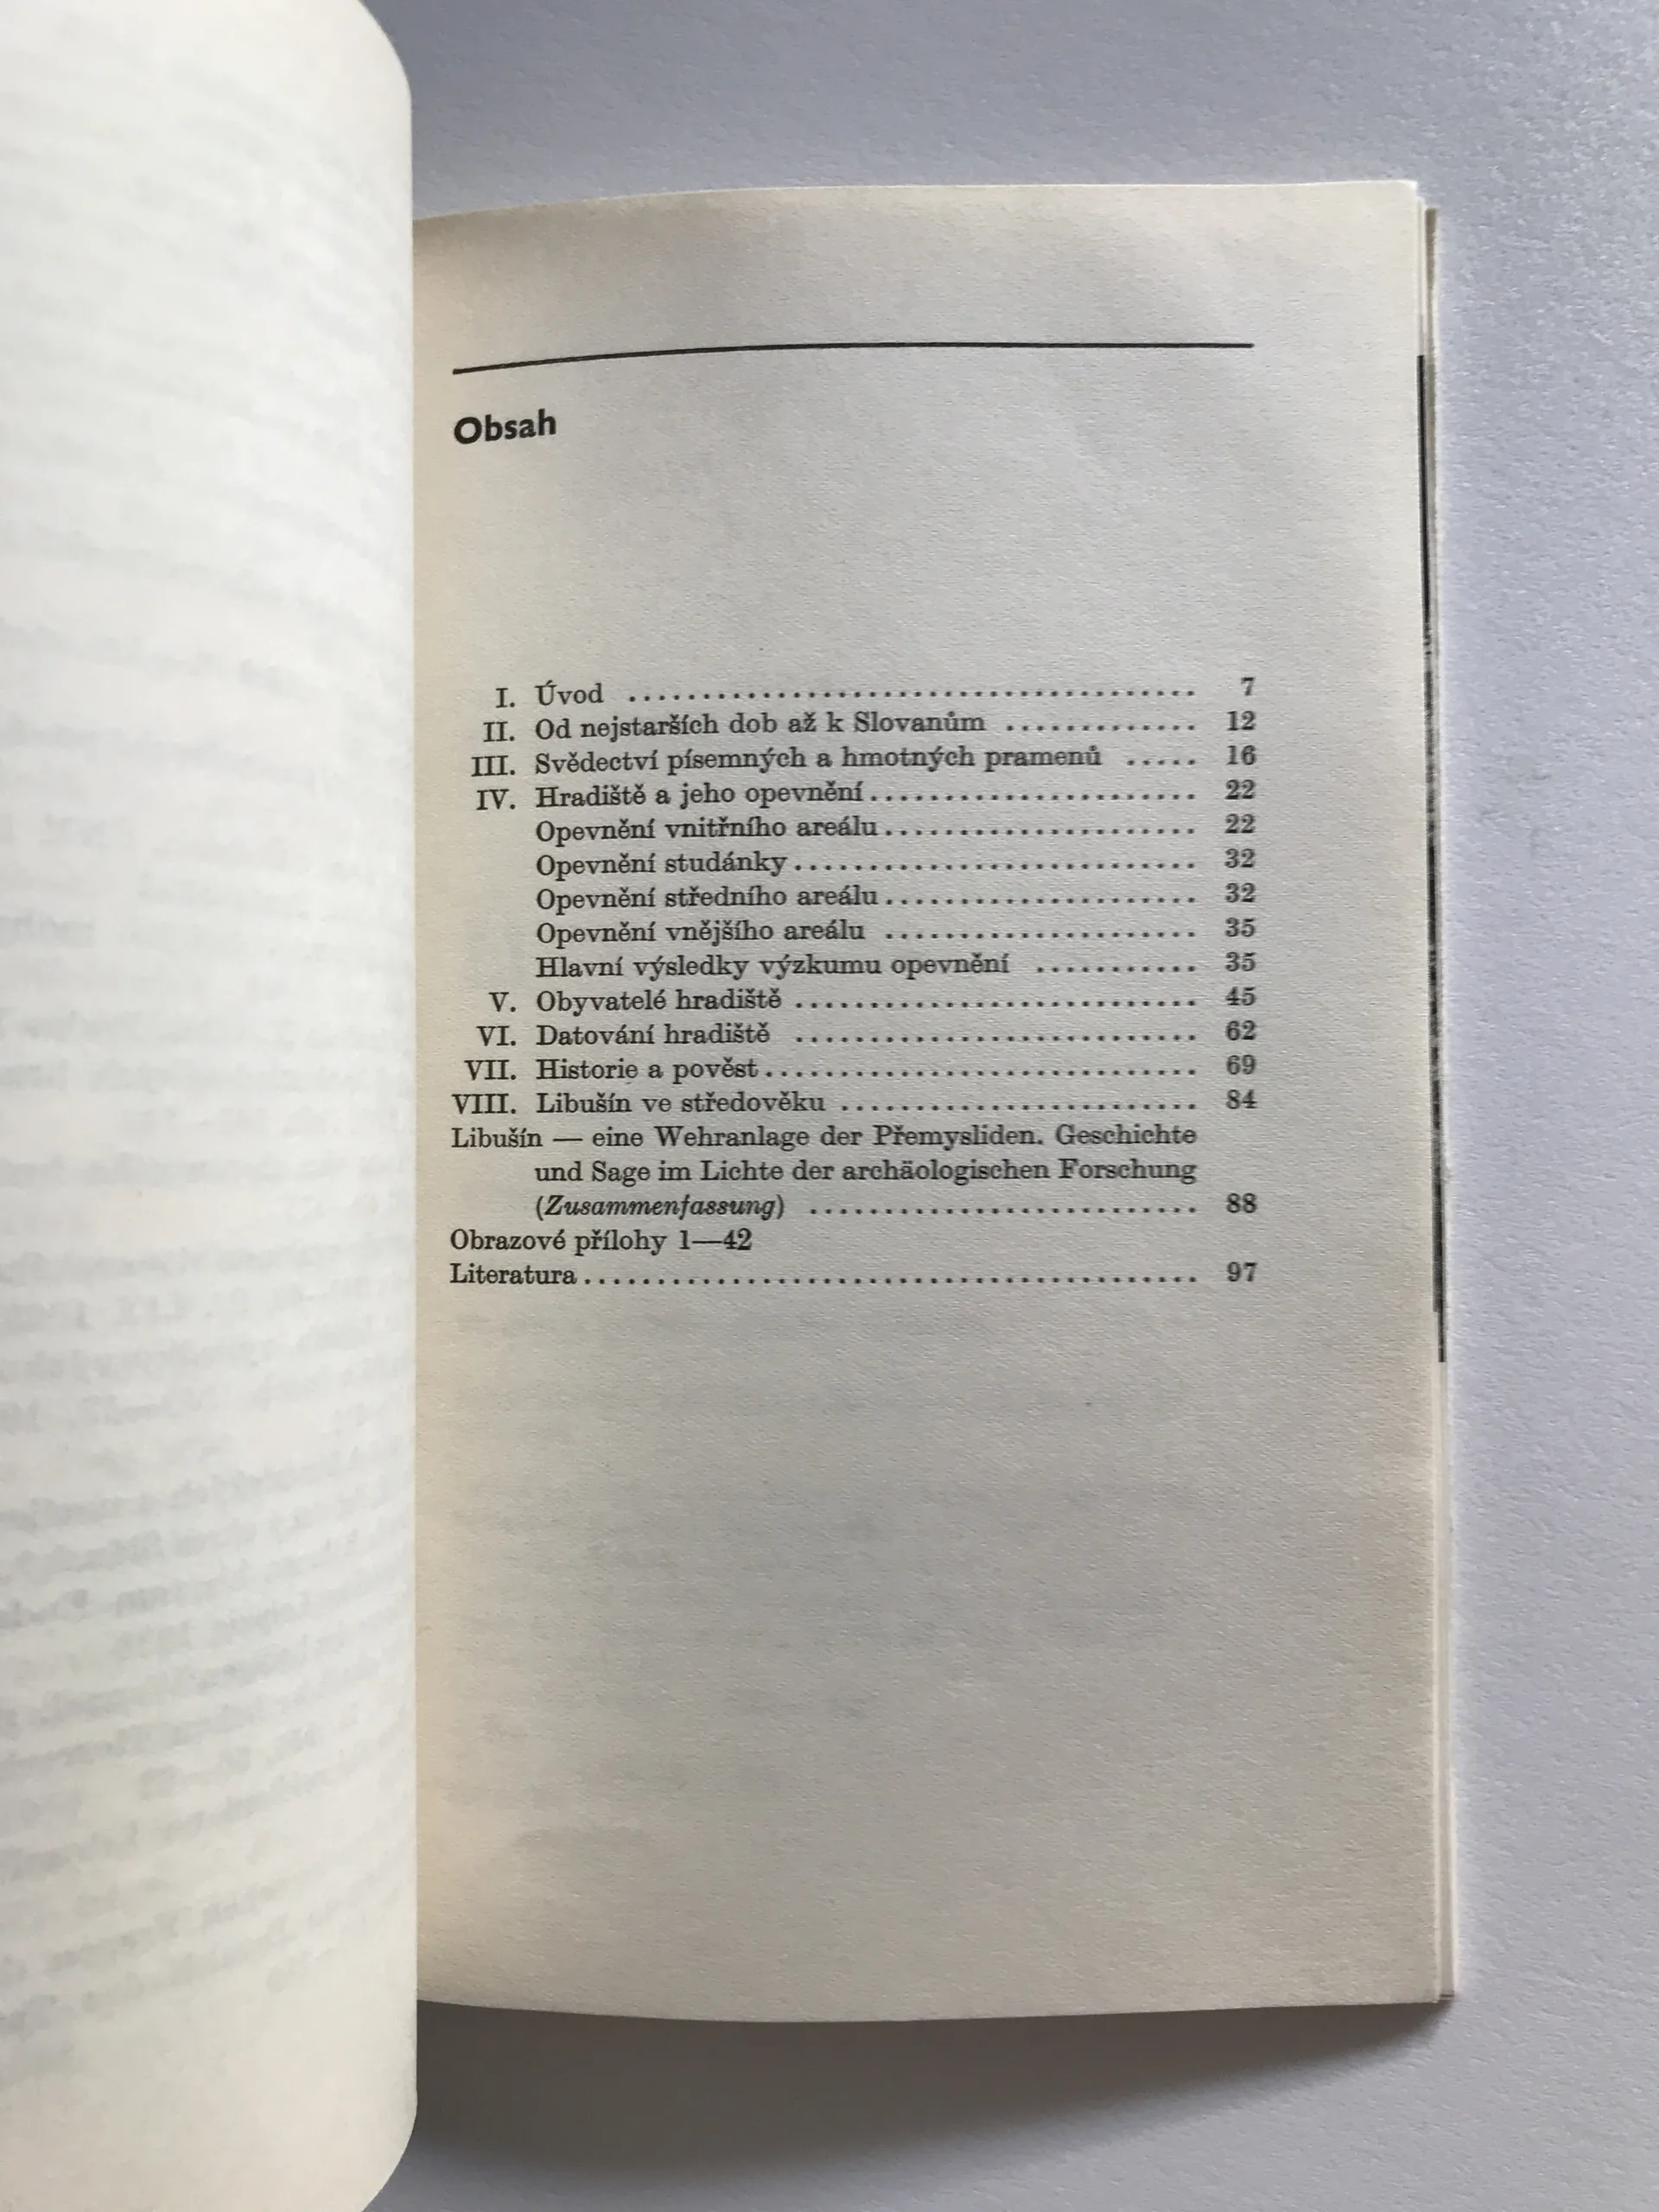 Obsah
I. Úvod ........................................ 7
II. Od nejstarších dob až k Slovanům ............. 12
III. Svědectví písemných a hmotných pramenů ..... 16
IV. Hradiště a jeho opevnění........................ 22
Opevnění vnitřního areálu....................... 22
Opevnění studánky............................. 32
Opevnění středního areálu....................... 32
Opevnění vnějšího areálu ...................... 35
Hlavní výsledky výzkumu opevnění ........... 35
V. Obyvatelé hradiště ............................. 45
VI. Datování hradiště ............................ 62
VII. Historie a pověst................................ 69
VIII. Libušín ve středověku .......................... 84
Libušín — eine Wehranlage der Přemysliden. Geschichte
und Sage im Lichte der archäologischen Forschung
(Zusammenfassung) ............................ 88
Obrazové přílohy 1—42
Literatura........................................... 97